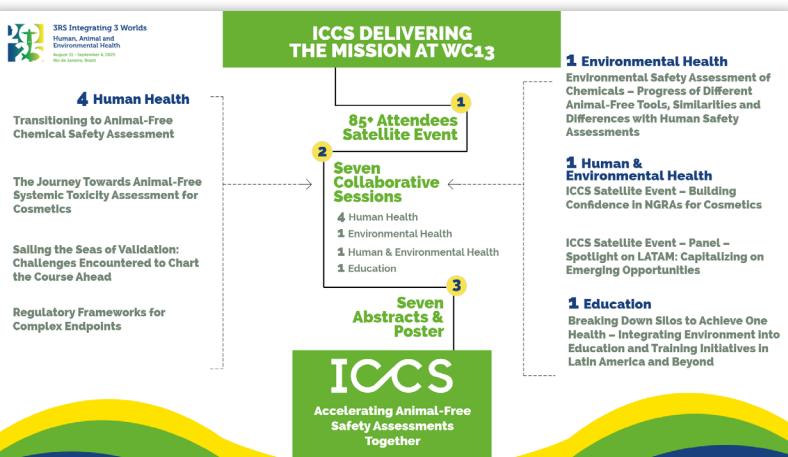 3RS Integrating 3 Worlds
Human, Animal and
Environmental Health
August 31 - September 4, 2025
Rio de Janeiro, Brazil
ICCS DELIVERING
THE MISSION AT WC13
4 Human Health
Transitioning to Animal-Free
Chemical Safety Assessment
The Journey Towards Animal-Free
Systemic Toxicity Assessment for
Cosmetics
Sailing the Seas of Validation:
Challenges Encountered to Chart
the Course Ahead
Regulatory Frameworks for
Complex Endpoints
1
85+ Attendees
Satellite Event
2
Seven
Collaborative
Sessions
4 Human Health
1 Environmental Health
1 Human & Environmental Health
1 Education
3
Seven
Abstracts &
Poster
ICCS
Accelerating Animal-Free
Safety Assessments
Together
1 Environmental Health
Environmental Safety Assessment of
Chemicals – Progress of Different
Animal-Free Tools, Similarities and
Differences with Human Safety
Assessments
1 Human &
Environmental Health
ICCS Satellite Event – Building
Confidence in NGRAs for Cosmetics
ICCS Satellite Event – Panel –
Spotlight on LATAM: Capitalizing on
Emerging Opportunities
1 Education
Breaking Down Silos to Achieve One
Health – Integrating Environment into
Education and Training Initiatives in
Latin America and Beyond